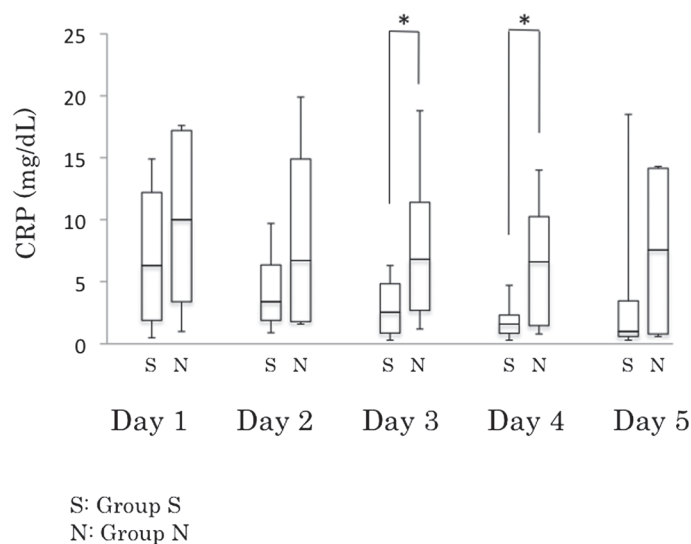 * *
25
20
15
10
5
0
CRP (mg/dL)
S N S N S N S N S N
Day 1 Day 2 Day 3 Day 4 Day 5
S: Group S
N: Group N